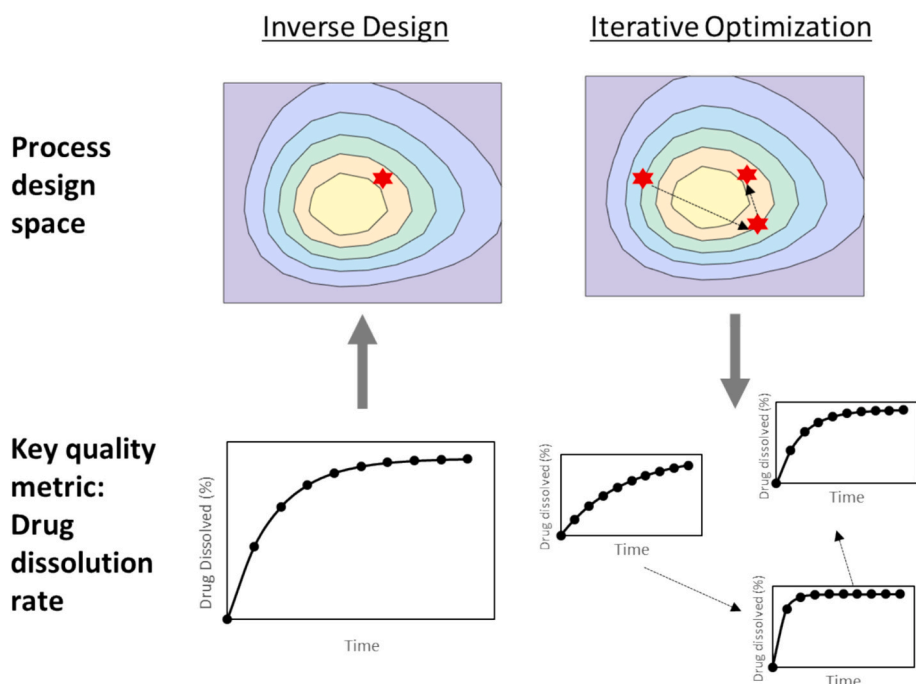 Inverse Design
Iterative Optimization
Process
design
space
Key quality
metric:
Drug
dissolution
rate
Drug Dissolved (%)
Time
Drug dissolved (%)
Time
Drug dissolved (%)
Time
Drug dissolved (%)
Time